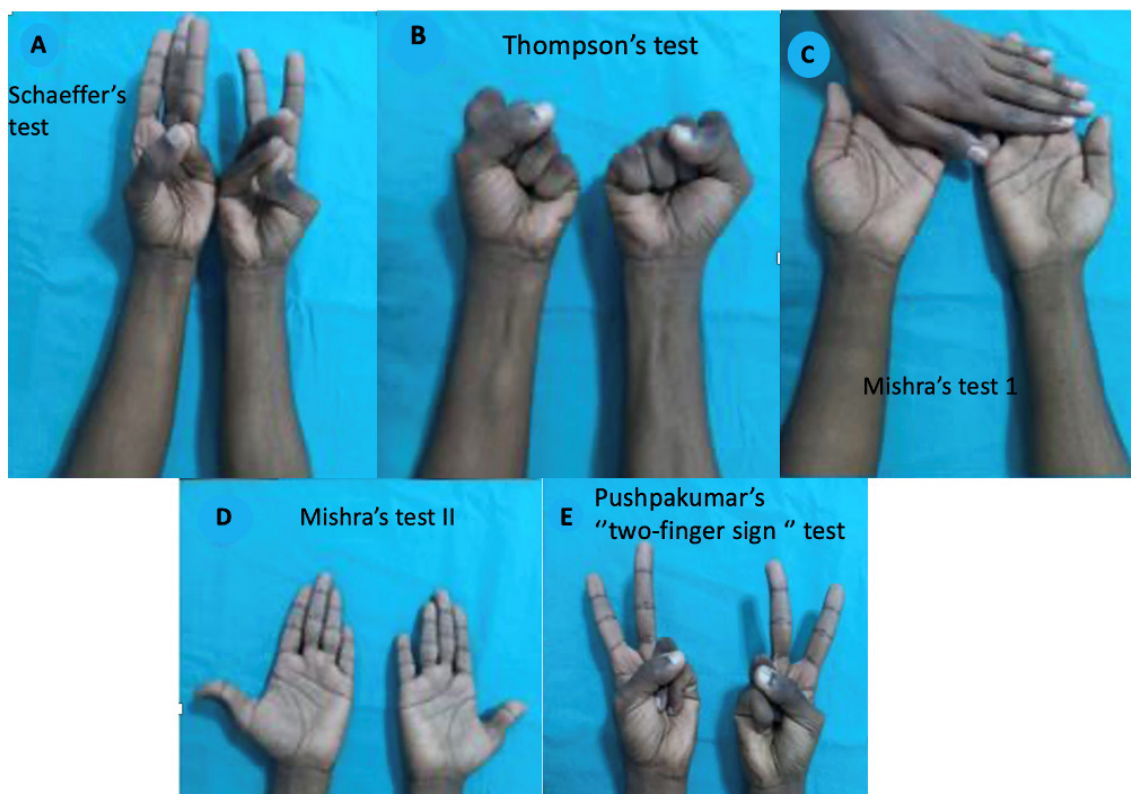 A
Schaeffer’s
test
B
Thompson’s test
C
Mishra’s test 1
D
Mishra’s test II
E
Pushpakumar’s
“two-finger sign “ test